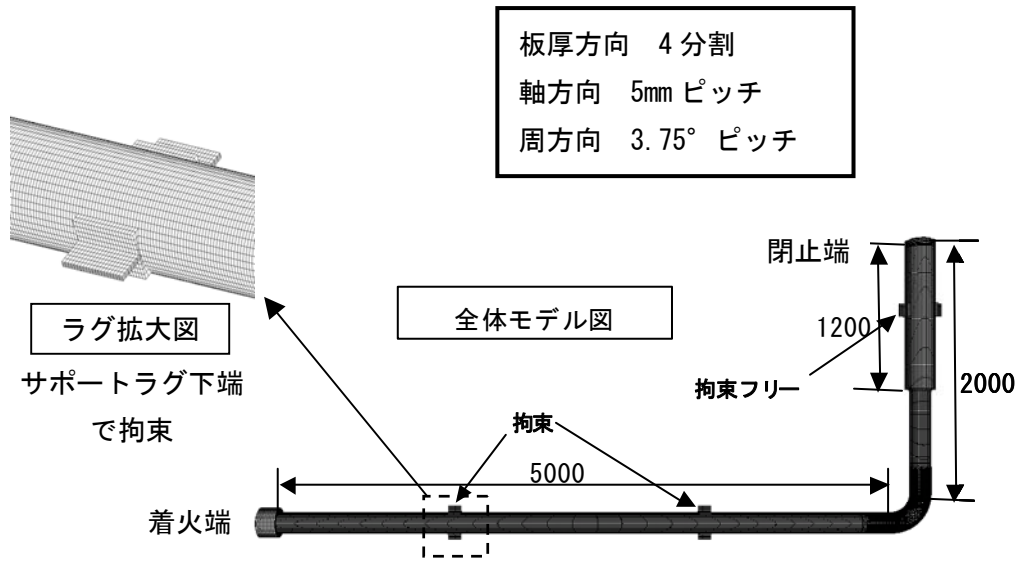 板厚方向 4分割
軸方向 5mmピッチ
周方向 3.75°ピッチ
閉止端
ラグ拡大図
全体モデル図
1200
サポートラグ下端
で拘束
拘束フリー
2000
拘束
5000
着火端